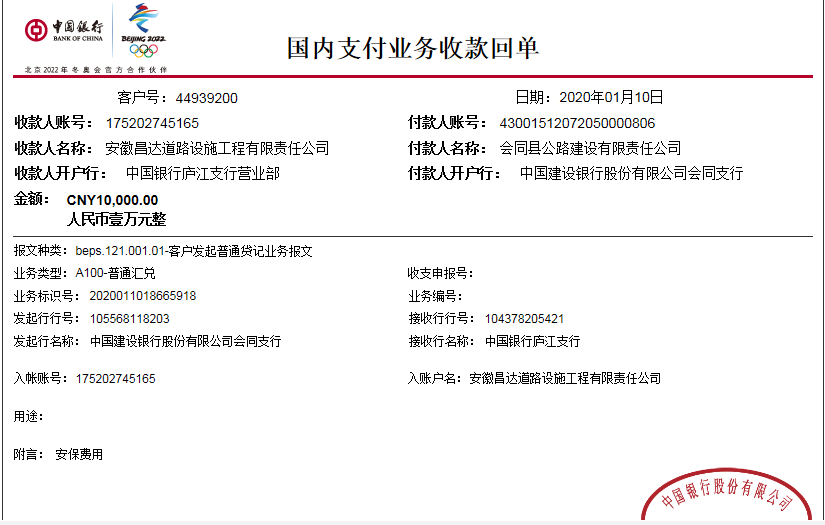 中国银行
BANK OF CHINA
BEIJING 2022
北京2022年冬奥会官方合作伙伴
国内支付业务收款回单
客户号：44939200 日期：2020年01月10日
收款人账号：175202745165 付款人账号：43001512072050000806
收款人名称：安徽昌达道路设施工程有限责任公司 付款人名称：会同县公路建设有限责任公司
收款人开户行：中国银行庐江支行营业部 付款人开户行：中国建设银行股份有限公司会同支行
金额：CNY10,000.00
人民币壹万元整
报文种类：beps.121.001.01-客户发起普通贷记业务报文
业务类型：A100-普通汇兑 收支申报号：
业务标识号：2020011018665918 业务编号：
发起行行号：105568118203 接收行行号：104378205421
发起行名称：中国建设银行股份有限公司会同支行 接收行名称：中国银行庐江支行
入帐账号：175202745165 入账户名：安徽昌达道路设施工程有限责任公司
用途：
附言：安保费用
中国银行股份有限公司